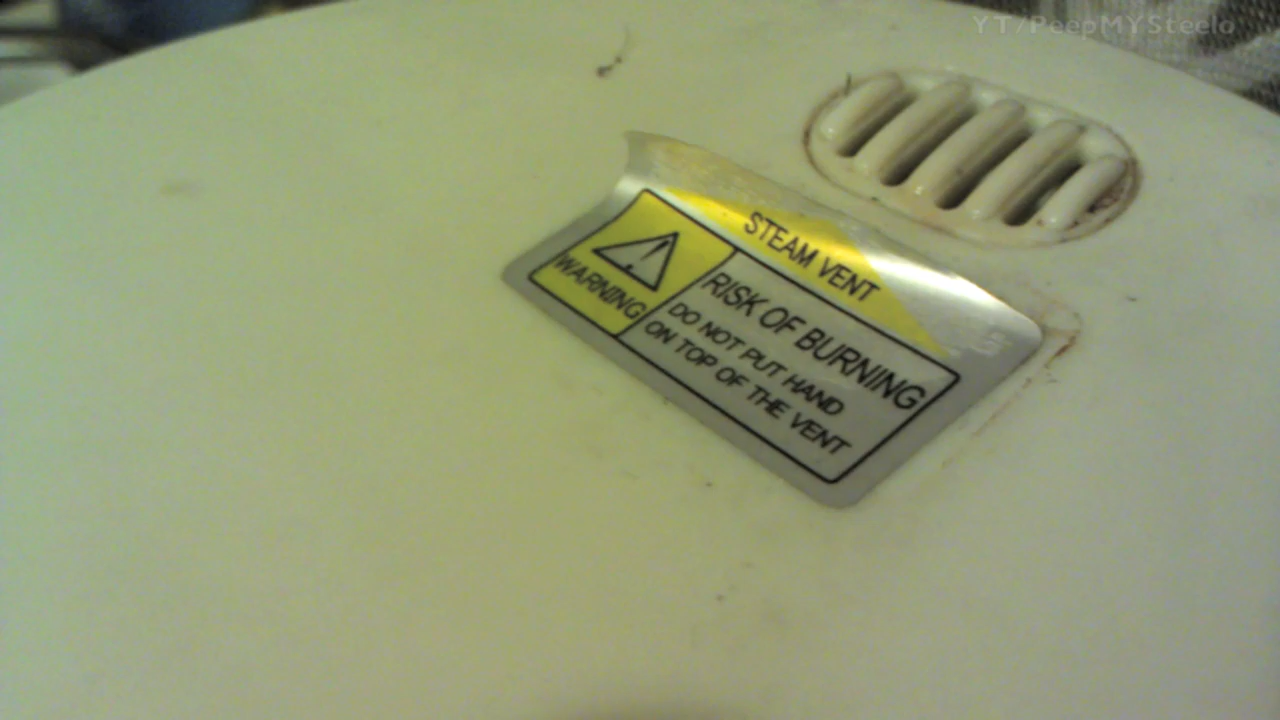 YT/PeepMYSteelo
STEAM VENT
WARNING
RISK OF BURNING
DO NOT PUT HAND
ON TOP OF THE VENT